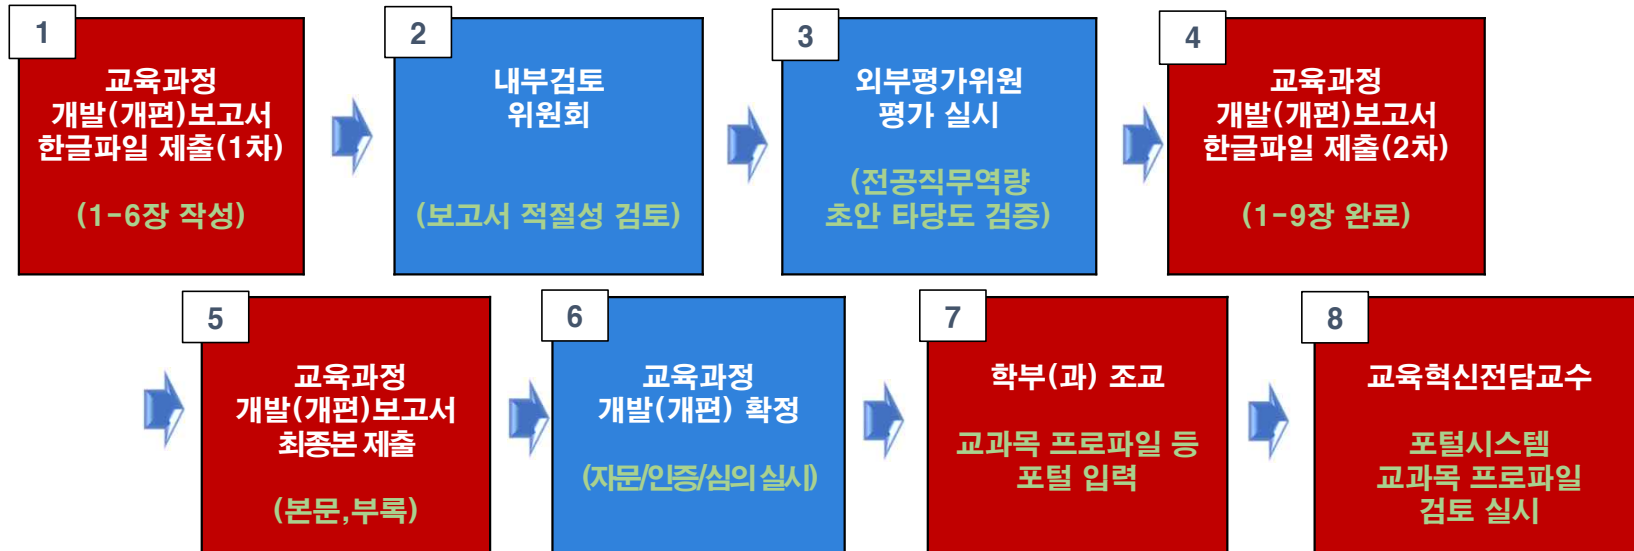 1
교육과정
개발(개편)보고서
한글파일 제출(1차)
(1-6장 작성)
2
내부검토
위원회
(보고서 적절성 검토)
3
외부평가위원
평가 실시
(전공직무역량
초안 타당도 검증)
4
교육과정
개발(개편)보고서
한글파일 제출(2차)
(1-9장 완료)
5
교육과정
개발(개편)보고서
최종본 제출
(본문,부록)
6
교육과정
개발(개편) 확정
(자문/인증/심의 실시)
7
학부(과) 조교
교과목 프로파일 등
포털 입력
8
교육혁신전담교수
포털시스템
교과목 프로파일
검토 실시